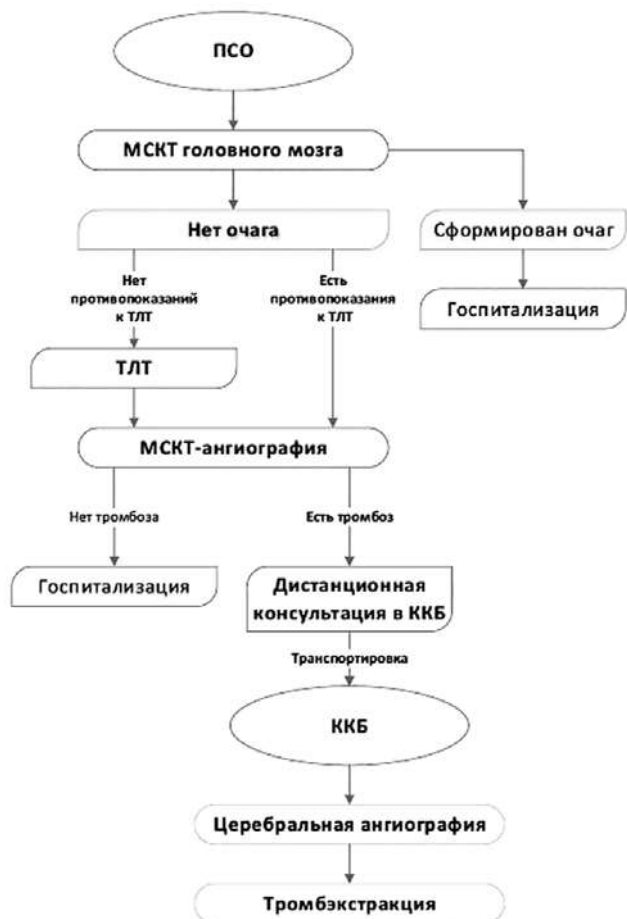 ПСО
МСКТ головного мозга
Нет очага
Сформирован очаг
Нет
противопоказаний
к ТЛТ
Есть
противопоказания
к ТЛТ
Госпитализация
ТЛТ
МСКТ-ангиография
Нет тромбоза
Есть тромбоз
Госпитализация
Дистанционная
консультация в ККБ
Транспортировка
ККБ
Церебральная ангиография
Тромбэкстракция